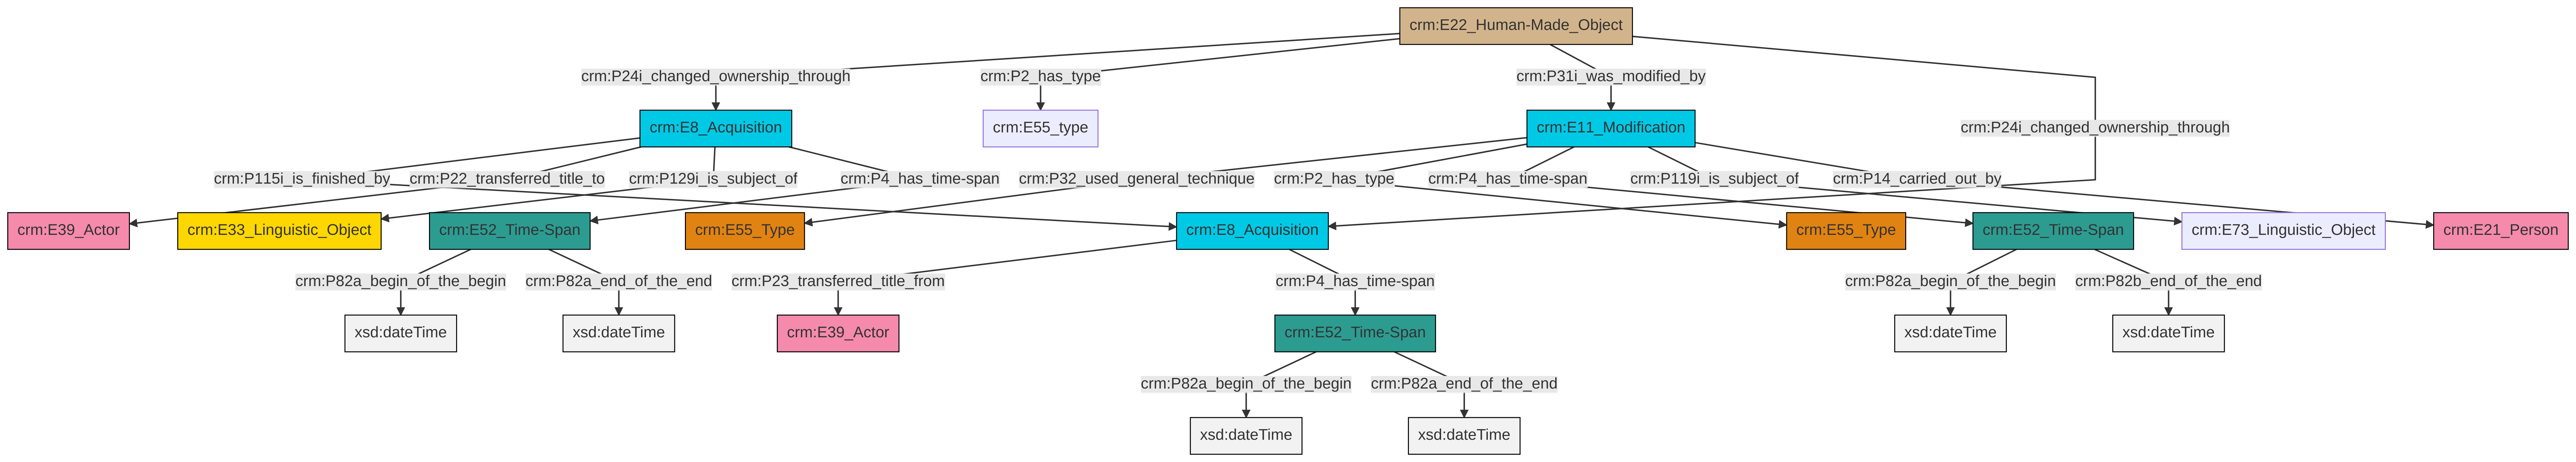 crm:E22_Human-Made_Object
crm:P24i_changed_ownership_through
crm:P2_has_type
crm:P31i_was_modified_by
crm:E8_Acquisition
crm:E55_type
crm:E11_Modification
crm:P24i_changed_ownership_through
crm:P115i_is_finished_by
crm:P22_transferred_title_to
crm:P129i_is_subject_of
crm:P4_has_time-span
crm:P32_used_general_technique
crm:P2_has_type
crm:P4_has_time-span
crm:P119i_is_subject_of
crm:P14_carried_out_by
crm:E39_Actor
crm:E33_Linguistic_Object
crm:E52_Time-Span
crm:E55_Type
crm:E8_Acquisition
crm:E55_Type
crm:E52_Time-Span
crm:E73_Linguistic_Object
crm:E21_Person
crm:P82a_begin_of_the_begin
crm:P82a_end_of_the_end
crm:P23_transferred_title_from
crm:P4_has_time-span
crm:P82a_begin_of_the_begin
crm:P82b_end_of_the_end
xsd:dateTime
xsd:dateTime
crm:E39_Actor
crm:E52_Time-Span
xsd:dateTime
xsd:dateTime
crm:P82a_begin_of_the_begin
crm:P82a_end_of_the_end
xsd:dateTime
xsd:dateTime